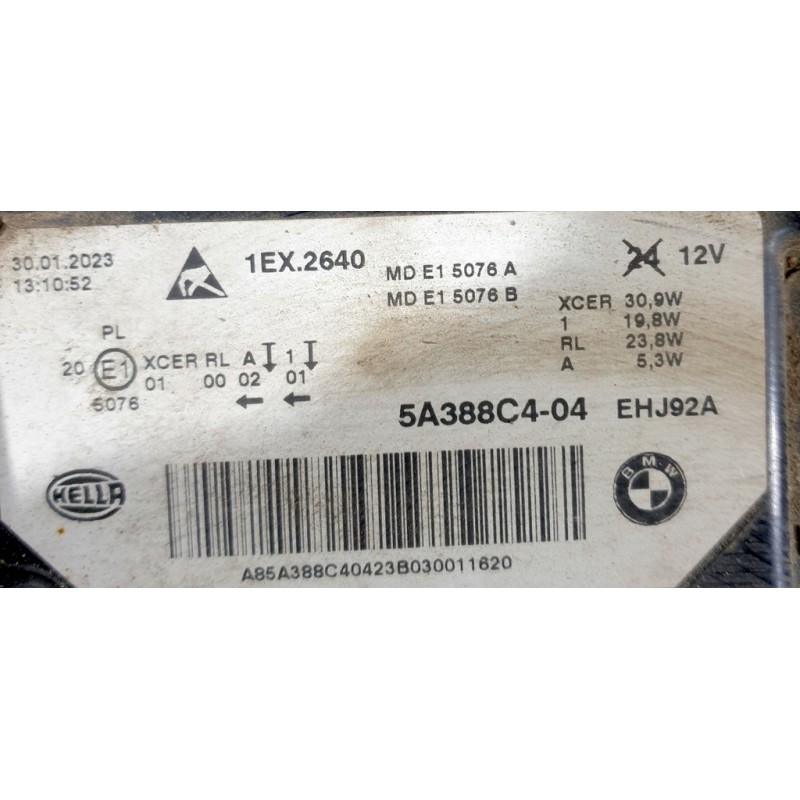 30.01.2023
13:10:52
1EX.2640
MD E1 5076 A
MD E1 5076 B
24 12V
XCER 30,9W
1 19,8W
RL 23,8W
A 5,3W
PL
20 E1 XCER RL A 1
01 00 02 01
5076
5A388C4-04 EHJ92A
HELLA
BMW
A85A388C40423B030011620